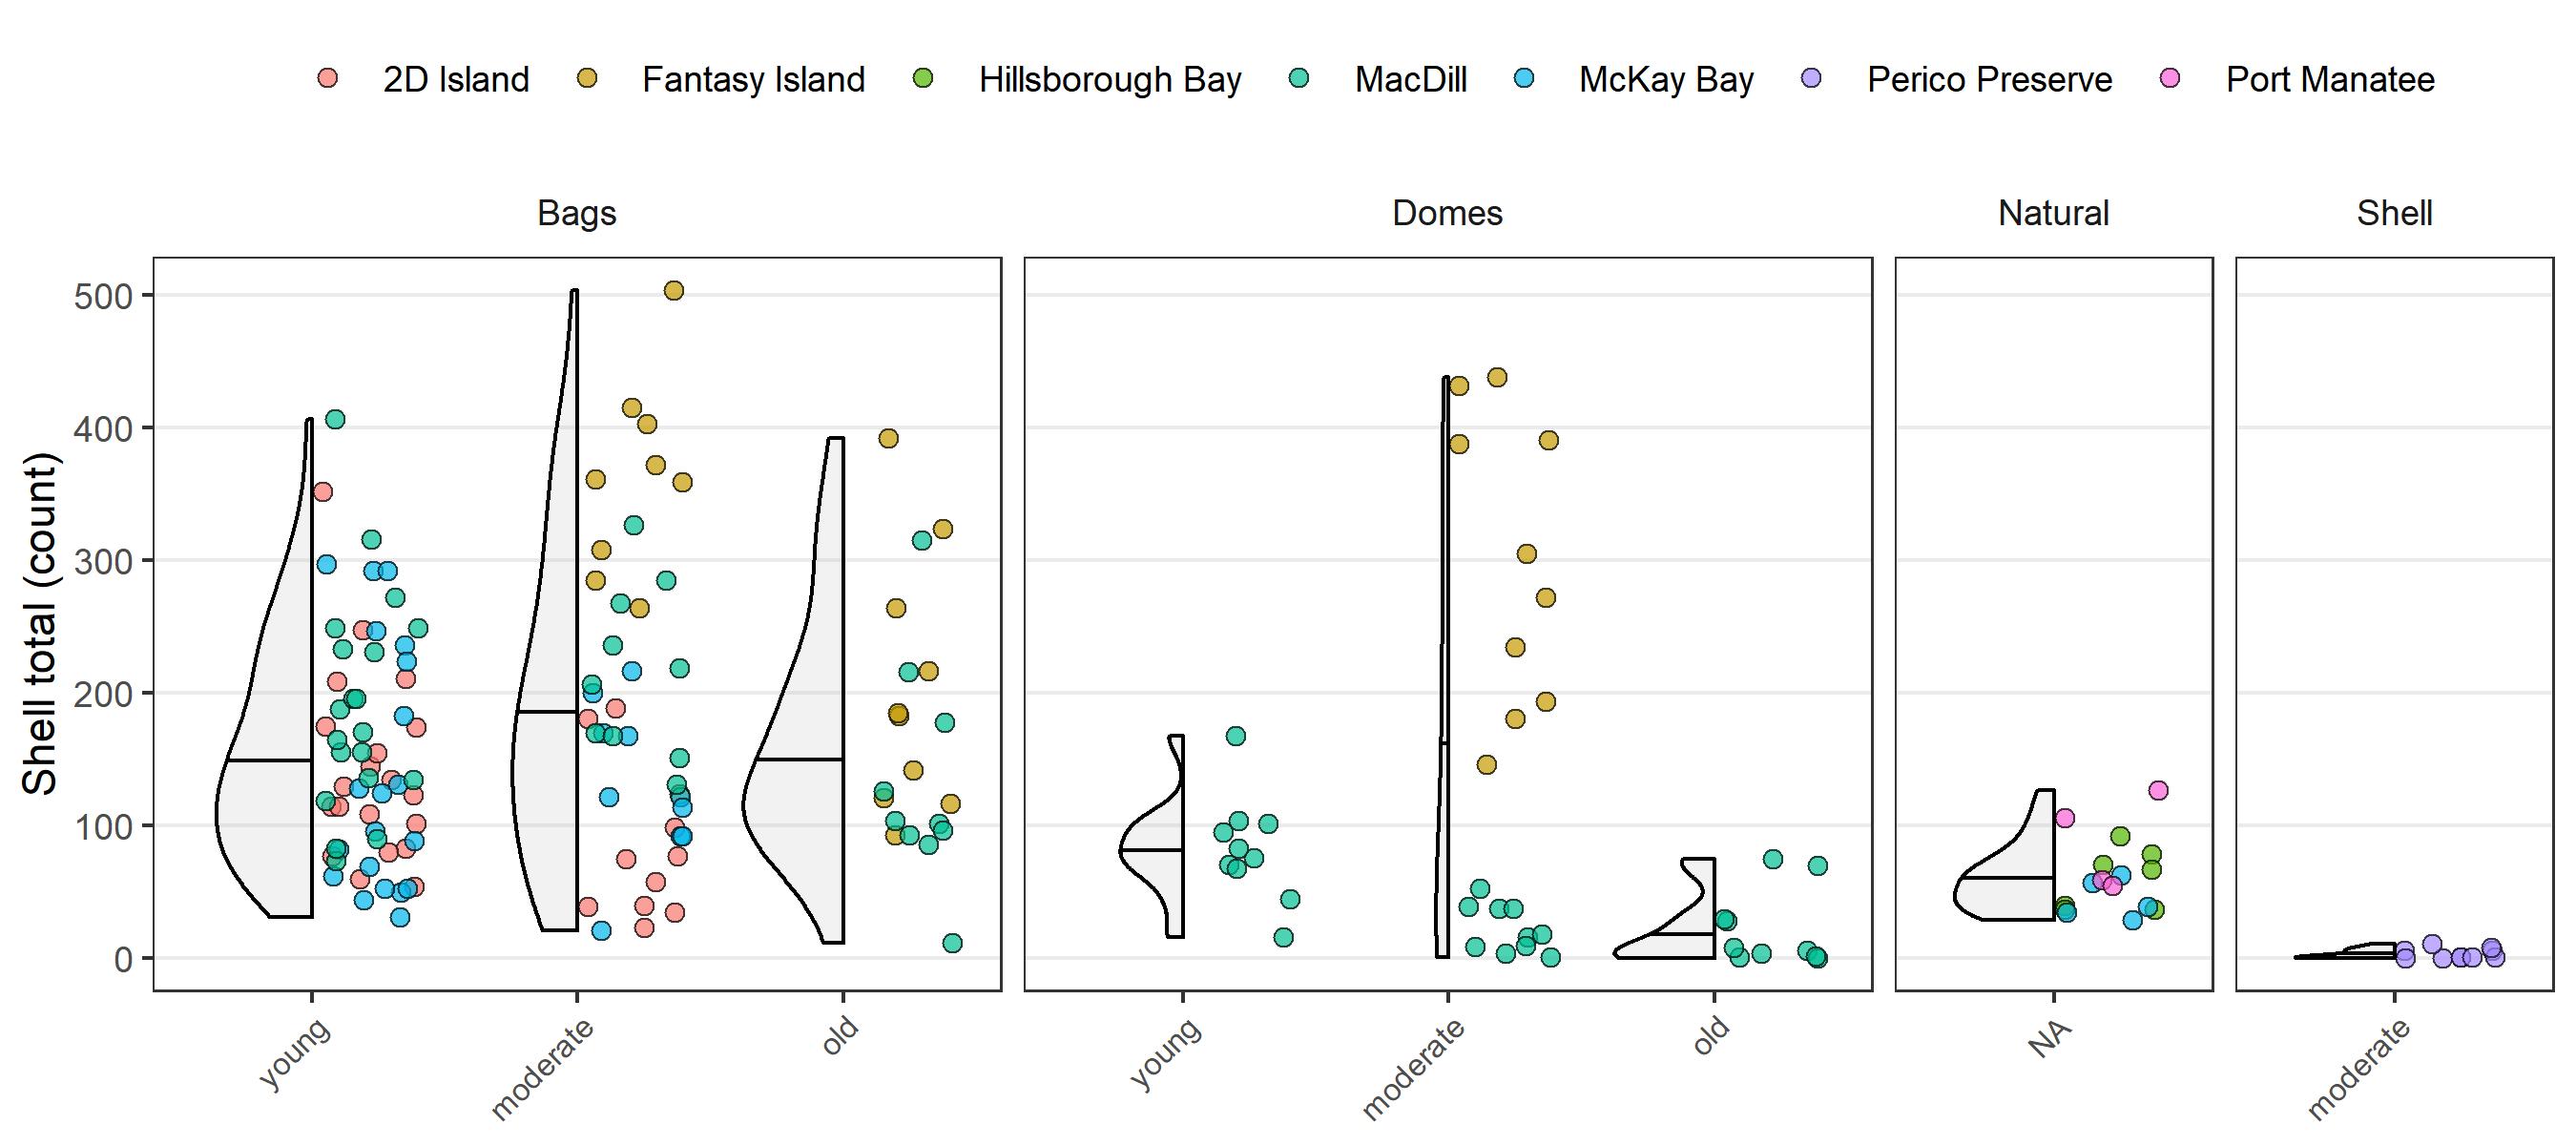 2D Island Fantasy Island Hillsborough Bay MacDill McKay Bay Perico Preserve Port Manatee
Bags Domes Natural Shell
Shell total (count)
500
400
300
200
100
0
young moderate old young moderate old NA moderate